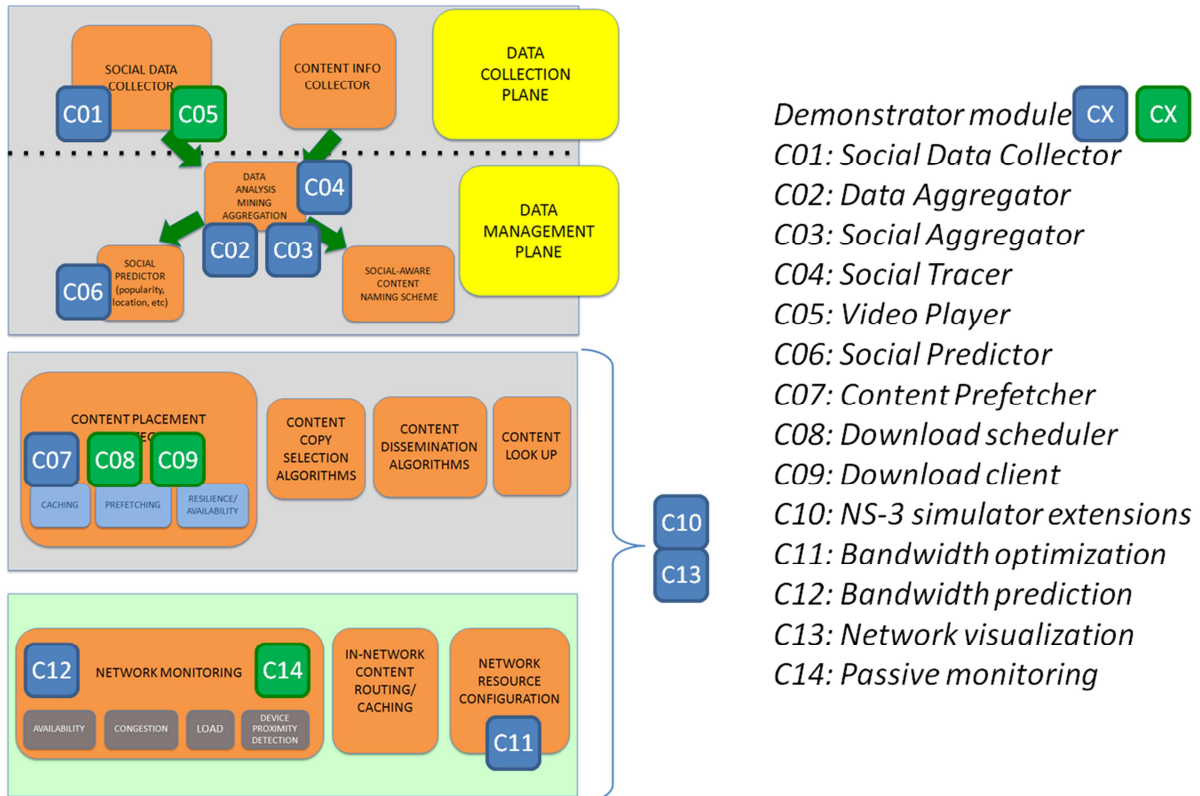 SOCIAL DATA
COLLECTOR
C01
C05
CONTENT INFO
COLLECTOR
DATA
COLLECTION
PLANE
DATA
ANALYSIS
MINING
AGGREGATION
C04
C02
C03
DATA
MANAGEMENT
PLANE
SOCIAL
PREDICTOR
(popularity,
location, etc)
C06
SOCIAL-AWARE
CONTENT
NAMING SCHEME
CONTENT PLACEMENT
C07
C08
C09
CACHING
PREFETCHING
RESILIENCE/
AVAILABILITY
CONTENT
COPY
SELECTION
ALGORITHMS
CONTENT
DISSEMINATION
ALGORITHMS
CONTENT
LOOK UP
C10
C13
C12
NETWORK MONITORING
C14
AVAILABILITY
CONGESTION
LOAD
DEVICE
PROXIMITY
DETECTION
IN-NETWORK
CONTENT
ROUTING/
CACHING
NETWORK
RESOURCE
CONFIGURATION
C11
Demonstrator module CX CX
C01: Social Data Collector
C02: Data Aggregator
C03: Social Aggregator
C04: Social Tracer
C05: Video Player
C06: Social Predictor
C07: Content Prefetcher
C08: Download scheduler
C09: Download client
C10: NS-3 simulator extensions
C11: Bandwidth optimization
C12: Bandwidth prediction
C13: Network visualization
C14: Passive monitoring